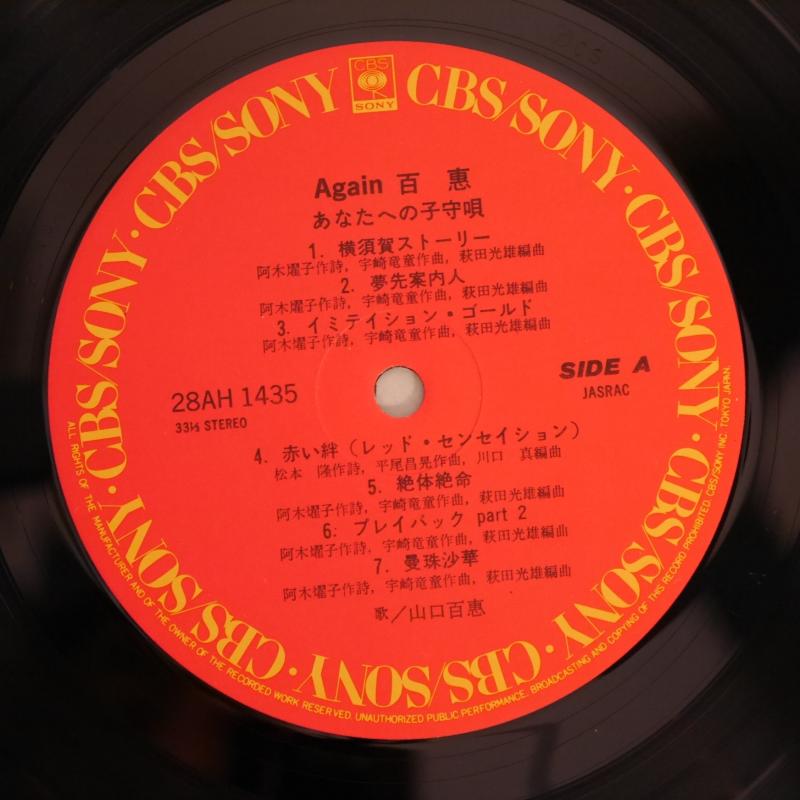 CBS/SONY · CBS/SONY · CBS/SONY · CBS/SONY · CBS/SONY · CBS/SONY · CBS/SONY · CBS/SONY
CBS
SONY
Again 百 惠
あなたへの子守唄
1. 横須賀ストーリー
阿木燿子作詩, 宇崎竜童作曲, 萩田光雄編曲
2. 夢先案内人
阿木燿子作詩, 宇崎竜童作曲, 萩田光雄編曲
3. イミテイション・ゴールド
阿木燿子作詩, 宇崎竜童作曲, 萩田光雄編曲
28AH 1435
33⅓ STEREO
SIDE A
JASRAC
4. 赤い絆 (レッド・センセイション)
松本 隆作詩, 平尾昌晃作曲, 川口 真編曲
5. 絶体絶命
阿木燿子作詩, 宇崎竜童作曲, 萩田光雄編曲
6: プレイバック part 2
阿木燿子作詩, 宇崎竜童作曲, 萩田光雄編曲
7. 曼珠沙華
阿木燿子作詩, 宇崎竜童作曲, 萩田光雄編曲
歌／山口百惠
ALL RIGHTS OF THE MANUFACTURER AND OF THE OWNER OF THE RECORDED WORK RESERVED. UNAUTHORIZED PUBLIC PERFORMANCE. BROADCASTING AND COPYING OF THIS RECORD PROHIBITED. CBS/SONY INC. TOKYO JAPAN.